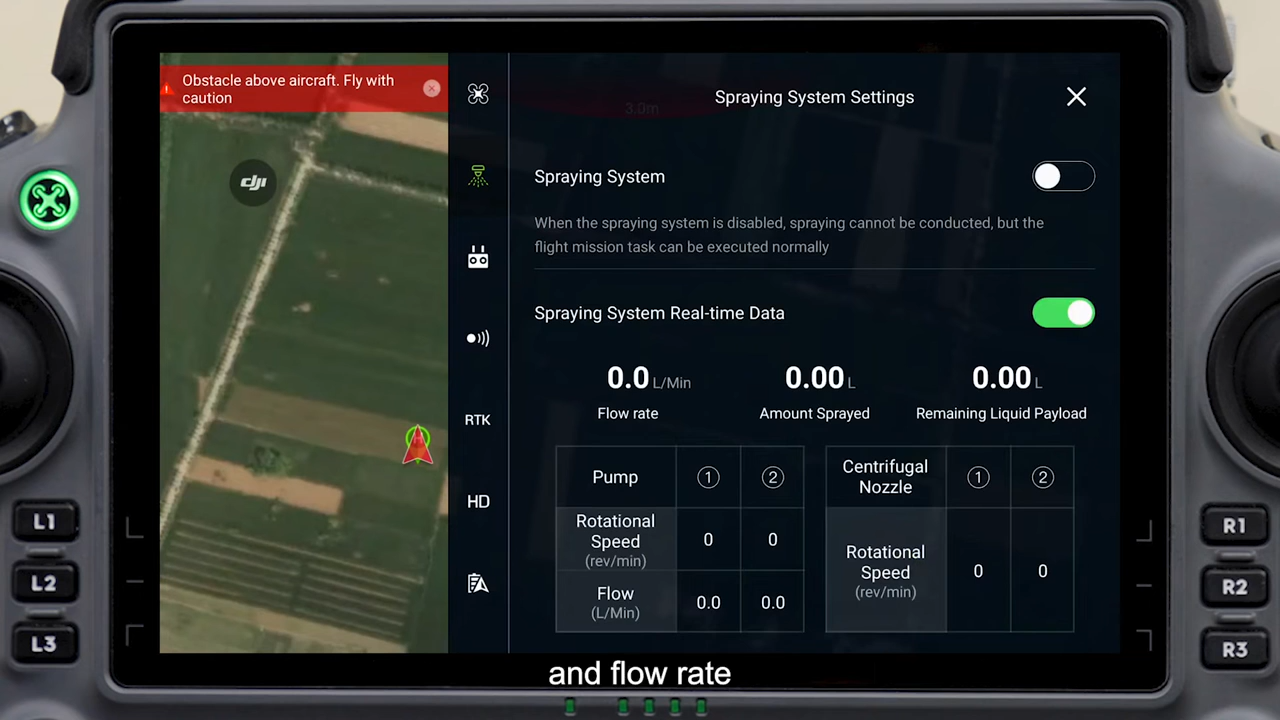 Obstacle above aircraft. Fly with
caution
3.0m
dji
Spraying System Settings
Spraying System
When the spraying system is disabled, spraying cannot be conducted, but the
flight mission task can be executed normally
Spraying System Real-time Data
0.0 L/Min
Flow rate
0.00 L
Amount Sprayed
0.00 L
Remaining Liquid Payload
RTK
HD
Pump 1 2
Rotational
Speed
(rev/min)
0 0
Flow
(L/Min)
0.0 0.0
Centrifugal
Nozzle
1 2
Rotational
Speed
(rev/min)
0 0
L1
L2
L3
R1
R2
R3
and flow rate